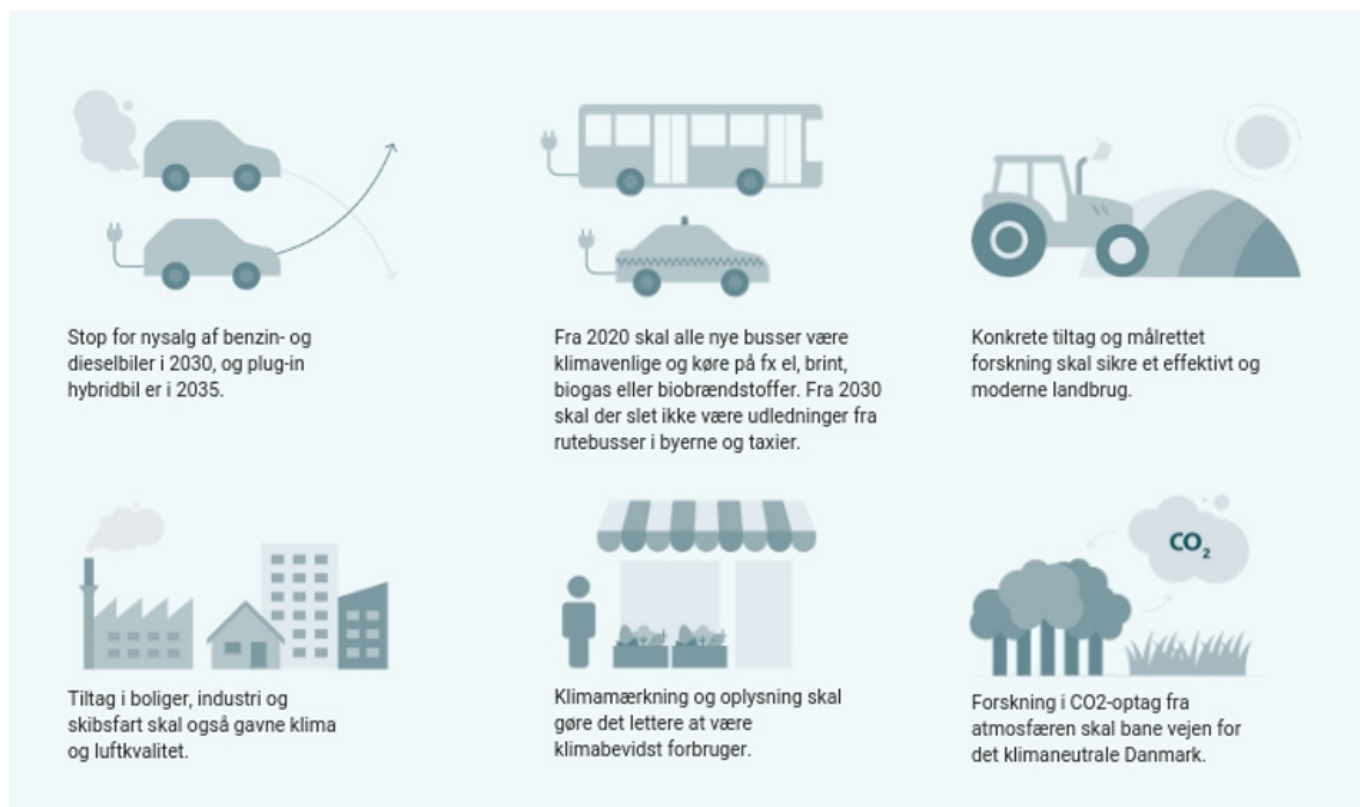 Stop for nysalg af benzin- og
dieselbiler i 2030, og plug-in
hybridbil er i 2035.
Fra 2020 skal alle nye busser være
klimavenlige og køre på fx el, brint,
biogas eller biobrændstoffer. Fra 2030
skal der slet ikke være udledninger fra
rutebusser i byerne og taxier.
Konkrete tiltag og målrettet
forskning skal sikre et effektivt og
moderne landbrug.
Tiltag i boliger, industri og
skibsfart skal også gavne klima
og luftkvalitet.
Klimamærkning og oplysning skal
gøre det lettere at være
klimabevidst forbruger.
CO₂
Forskning i CO2-optag fra
atmosfæren skal bane vejen for
det klimaneutrale Danmark.